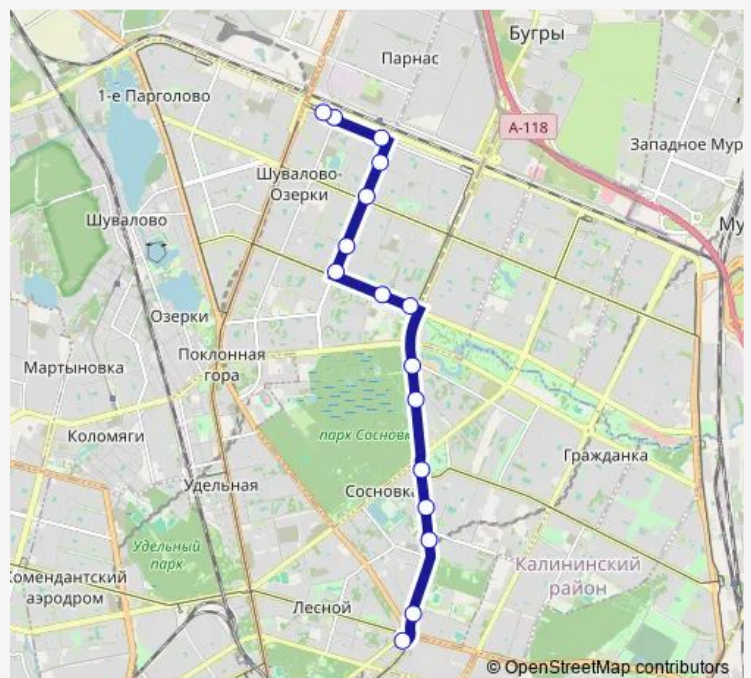 Бугры
Парнас
1-е Парголово
А-118
Западное Мур
Шувалово-
Озерки
Шувалово
Му
Озерки
Поклонная
гора
Мартыновка
парк Сосновк
Коломяги
Гражданка
Удельная
Сосновка
Удельный
парк
Калининский
район
Комендантский
аэродром
Лесной
© OpenStreetMap contributors